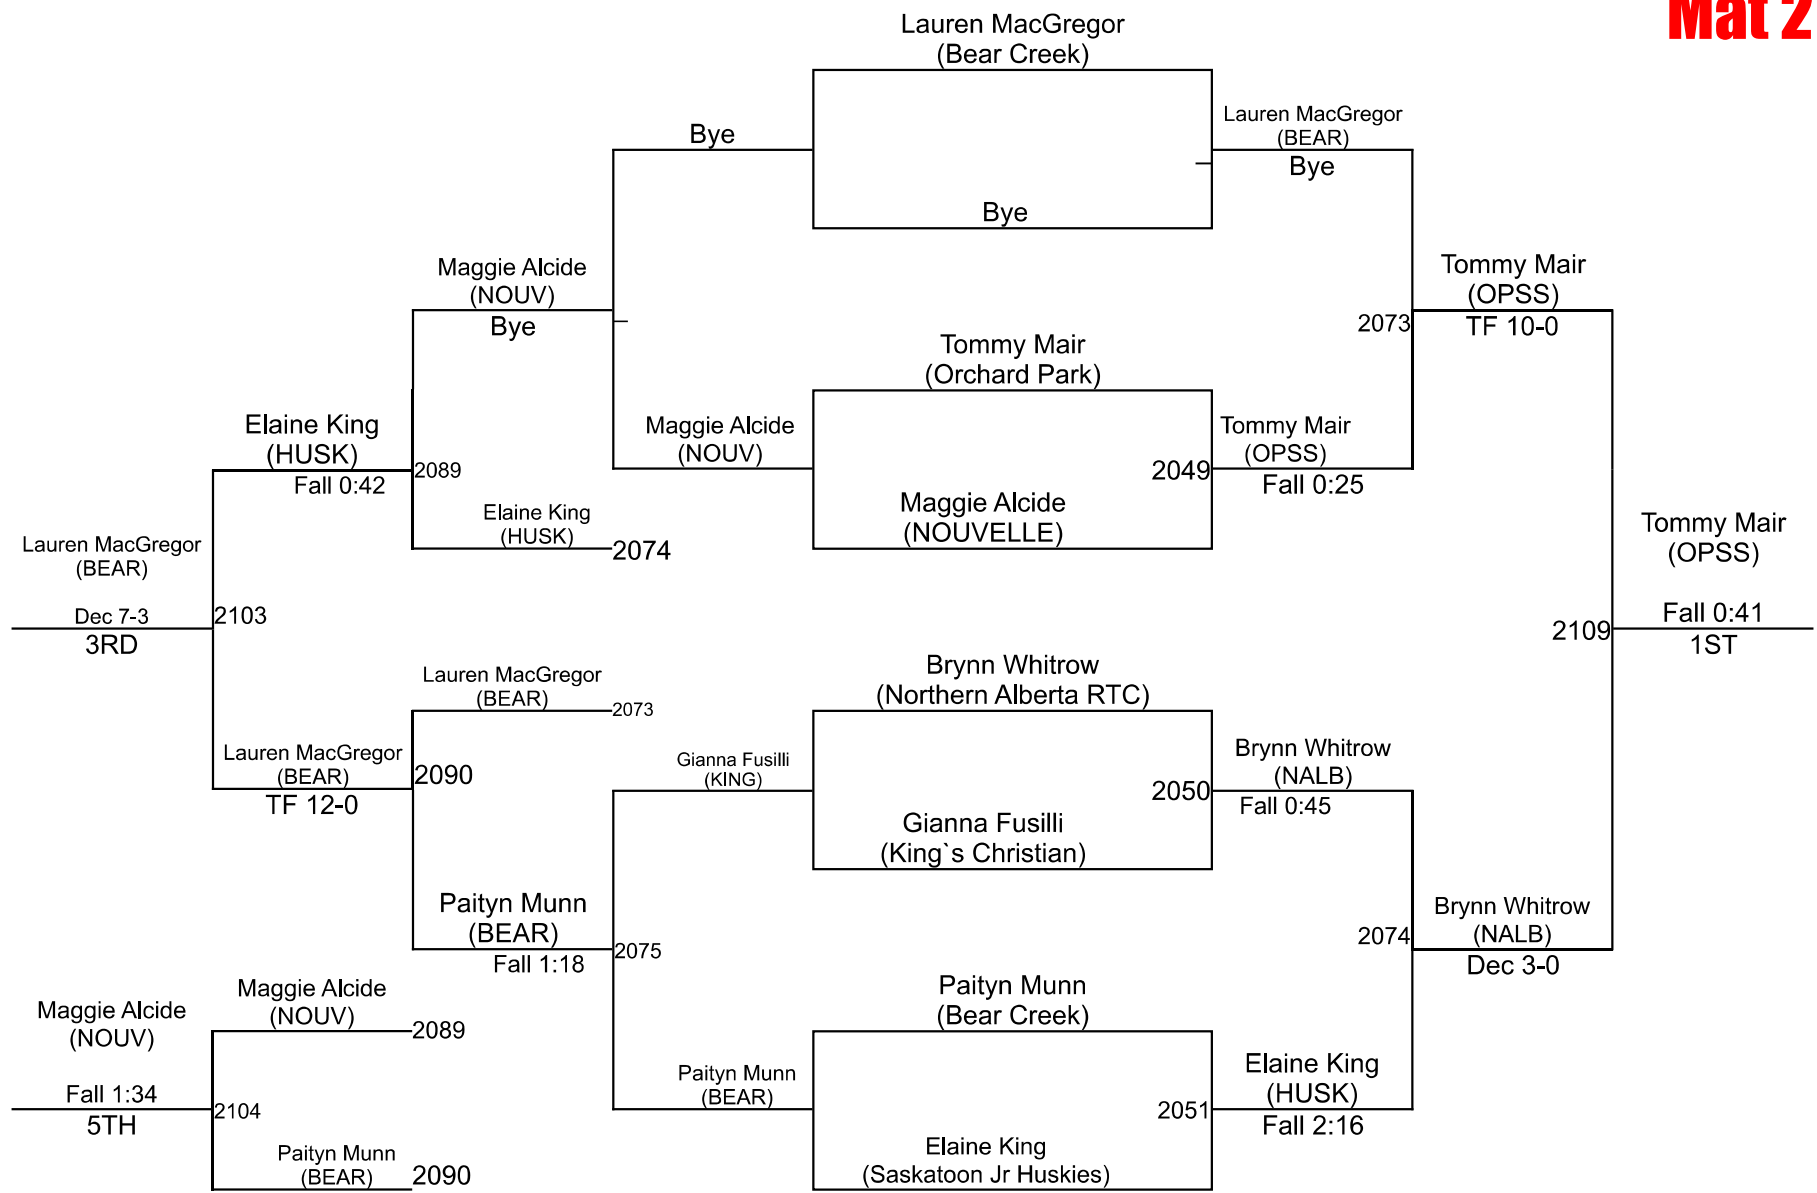 Mat 2
Lauren MacGregor
(Bear Creek)
Bye
Lauren MacGregor
(BEAR)
Bye
Bye
Maggie Alcide
(NOUV)
Bye
Tommy Mair
(OPSS)
2073
TF 10-0
Tommy Mair
(Orchard Park)
Elaine King
(HUSK)
Fall 0:42
2089
Maggie Alcide
(NOUV)
2049
Tommy Mair
(OPSS)
Fall 0:25
Maggie Alcide
(NOUVELLE)
Elaine King
(HUSK)
2074
Tommy Mair
(OPSS)
Lauren MacGregor
(BEAR)
Dec 7-3
3RD
2103
2109
Fall 0:41
1ST
Lauren MacGregor
(BEAR)
2073
Brynn Whitrow
(Northern Alberta RTC)
Lauren MacGregor
(BEAR)
TF 12-0
2090
Gianna Fusilli
(KING)
2050
Brynn Whitrow
(NALB)
Fall 0:45
Gianna Fusilli
(King`s Christian)
Paityn Munn
(BEAR)
Fall 1:18
2075
2074
Brynn Whitrow
(NALB)
Dec 3-0
Maggie Alcide
(NOUV)
Fall 1:34
5TH
Maggie Alcide
(NOUV)
2089
2104
Paityn Munn
(BEAR)
2090
Paityn Munn
(Bear Creek)
Paityn Munn
(BEAR)
2051
Elaine King
(HUSK)
Fall 2:16
Elaine King
(Saskatoon Jr Huskies)